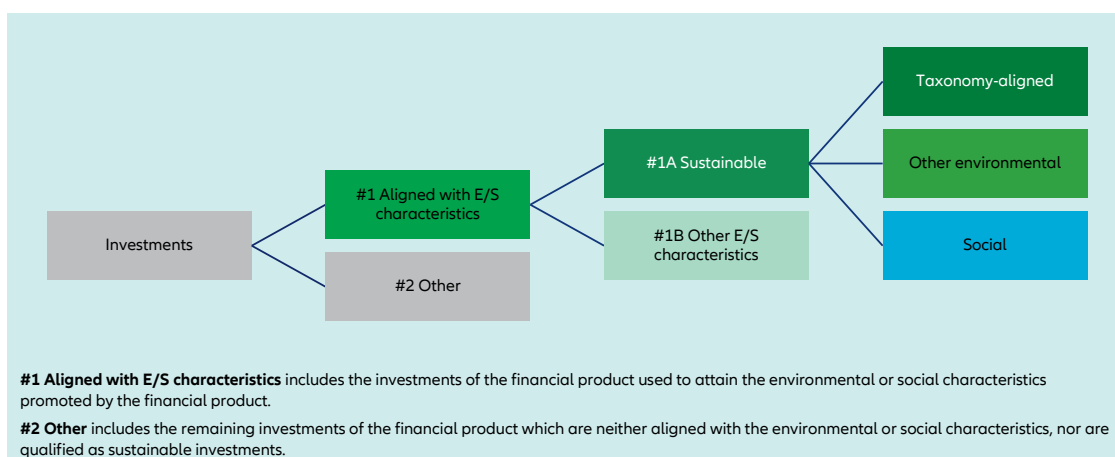 Taxonomy-aligned
#1A Sustainable
Other environmental
#1 Aligned with E/S
characteristics
Investments
#1B Other E/S
characteristics
Social
#2 Other
#1 Aligned with E/S characteristics includes the investments of the financial product used to attain the environmental or social characteristics
promoted by the financial product.
#2 Other includes the remaining investments of the financial product which are neither aligned with the environmental or social characteristics, nor are
qualified as sustainable investments.